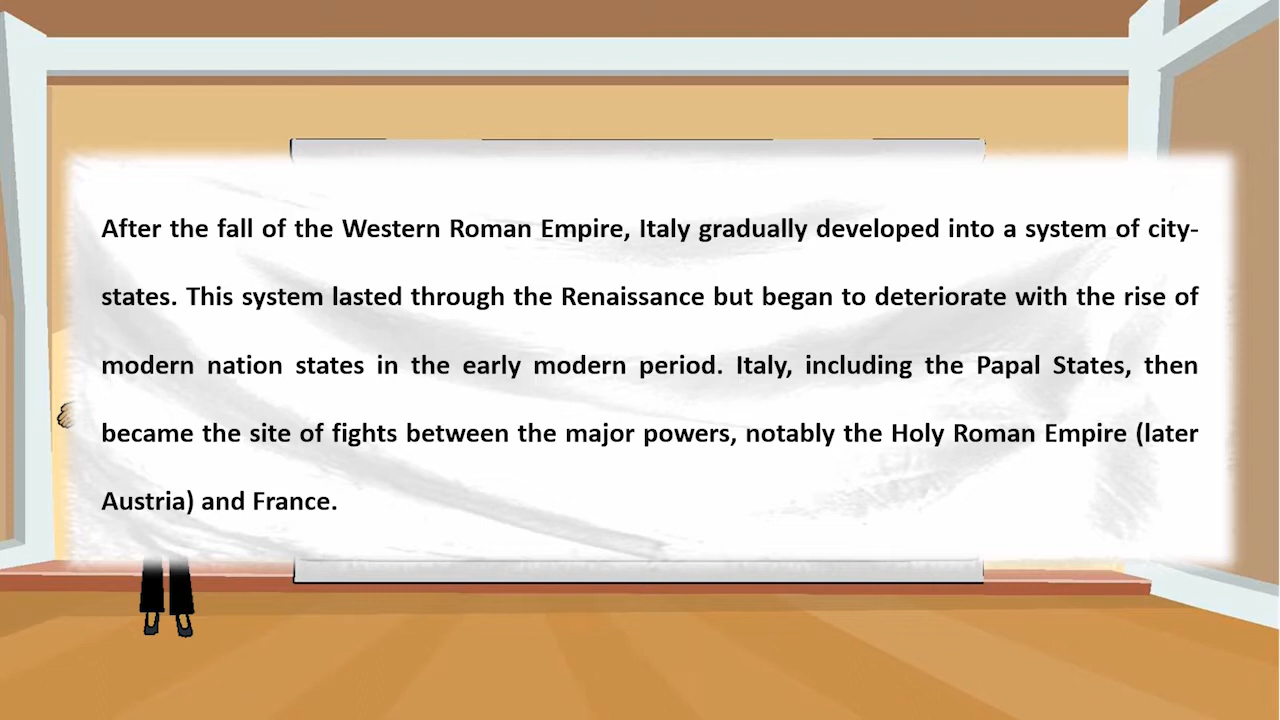 After the fall of the Western Roman Empire, Italy gradually developed into a system of city-
states. This system lasted through the Renaissance but began to deteriorate with the rise of
modern nation states in the early modern period. Italy, including the Papal States, then
became the site of fights between the major powers, notably the Holy Roman Empire (later
Austria) and France.